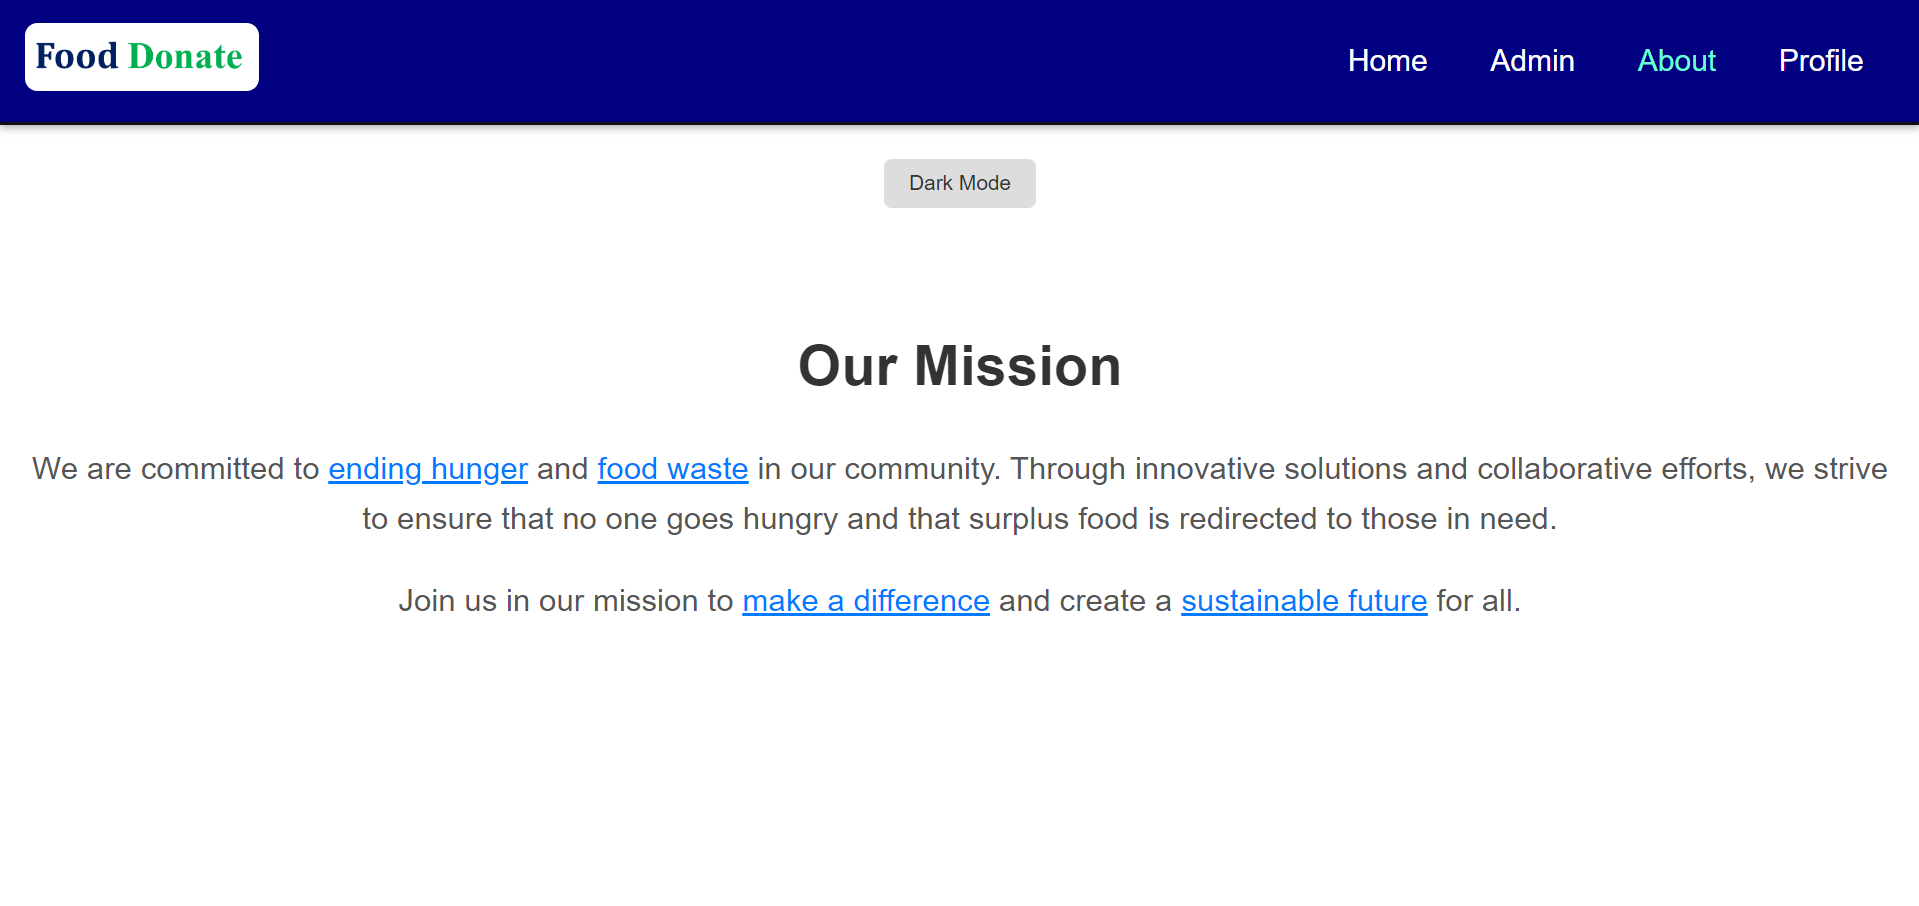 Food Donate
Home Admin About Profile
Dark Mode
Our Mission
We are committed to ending hunger and food waste in our community. Through innovative solutions and collaborative efforts, we strive
to ensure that no one goes hungry and that surplus food is redirected to those in need.
Join us in our mission to make a difference and create a sustainable future for all.